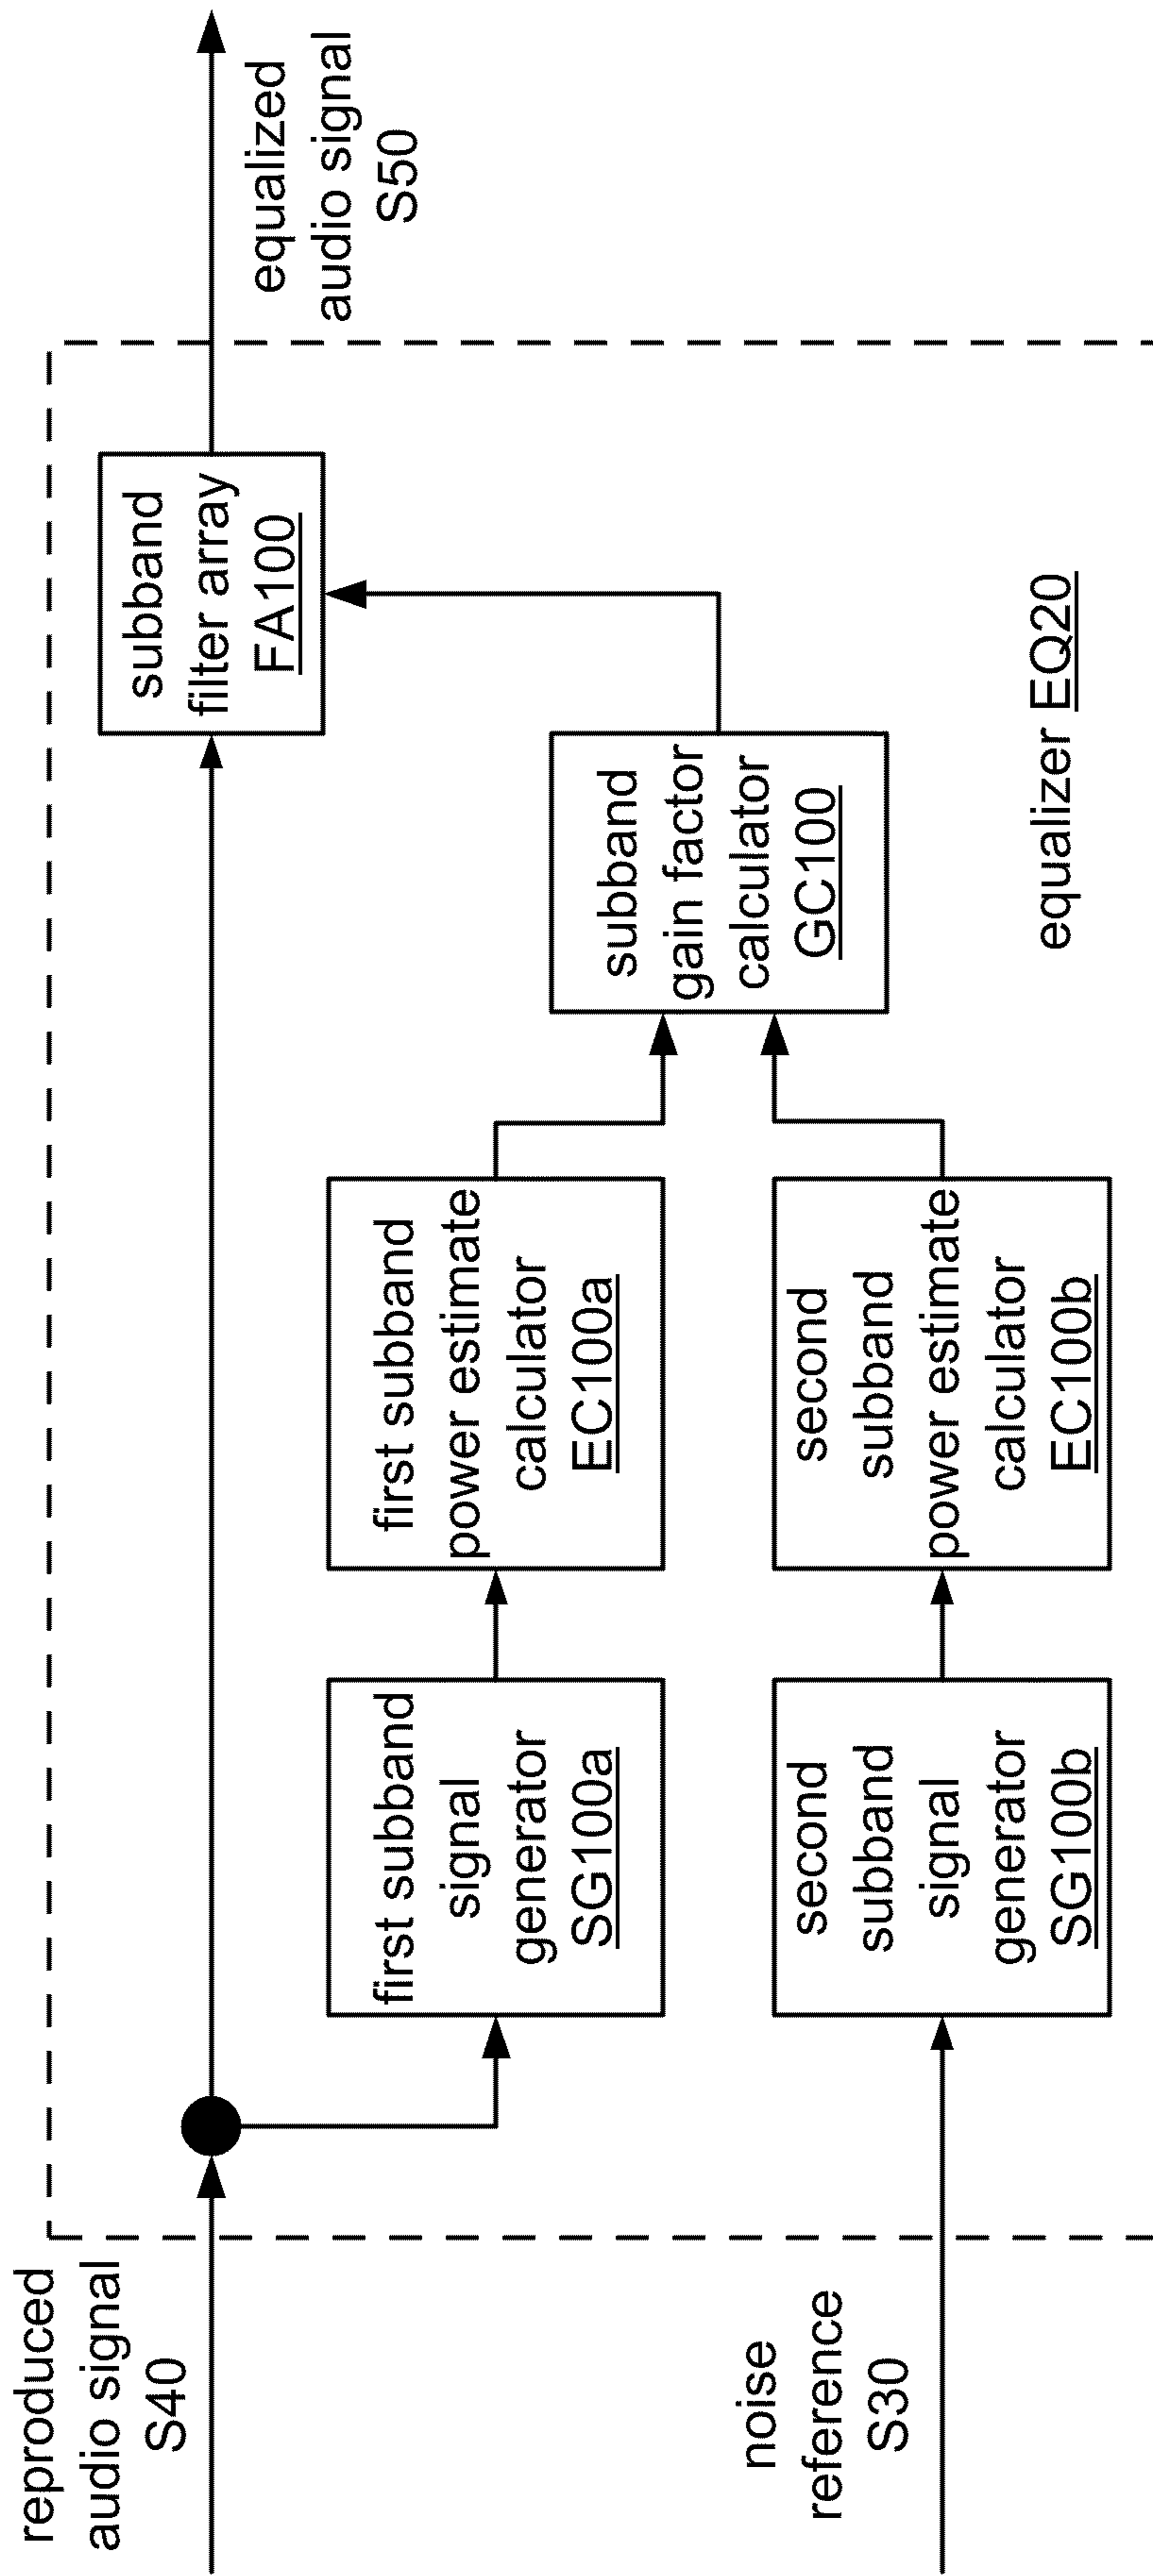 reproduced
audio signal
S40
equalized
audio signal
S50
subband
filter array
FA100
first subband
signal
generator
SG100a
first subband
power estimate
calculator
EC100a
subband
gain factor
calculator
GC100
noise
reference
S30
second
subband
signal
generator
SG100b
second
subband
power estimate
calculator
EC100b
equalizer EQ20